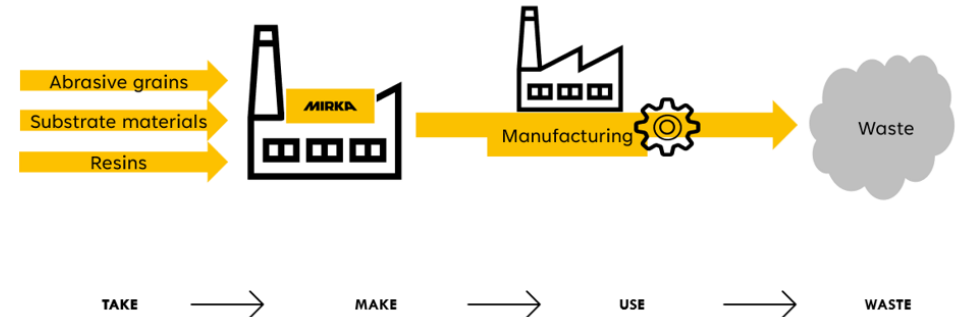 Abrasive grains
Substrate materials
Resins
MIRKA
Manufacturing
Waste
TAKE
MAKE
USE
WASTE